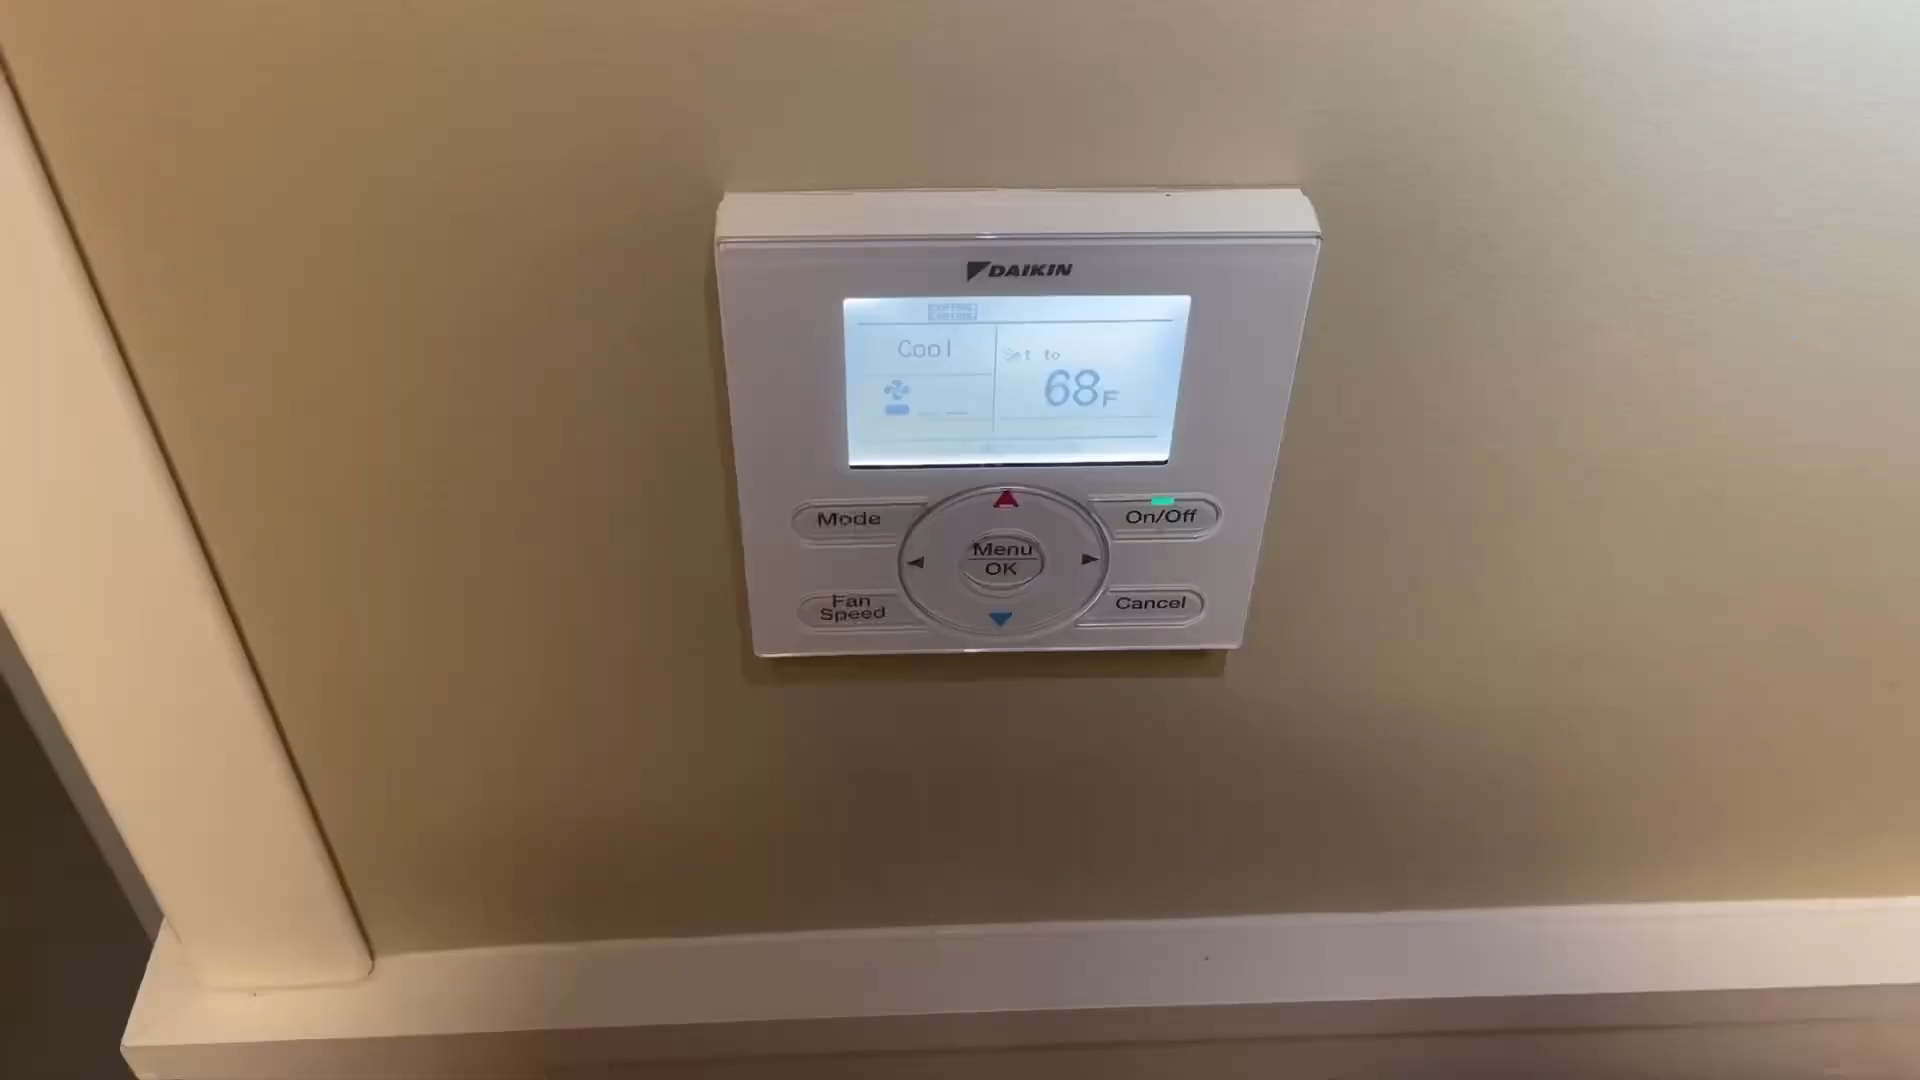 DAIKIN
Cool
Set to
68F
Mode
On/Off
Menu
OK
Fan
Speed
Cancel